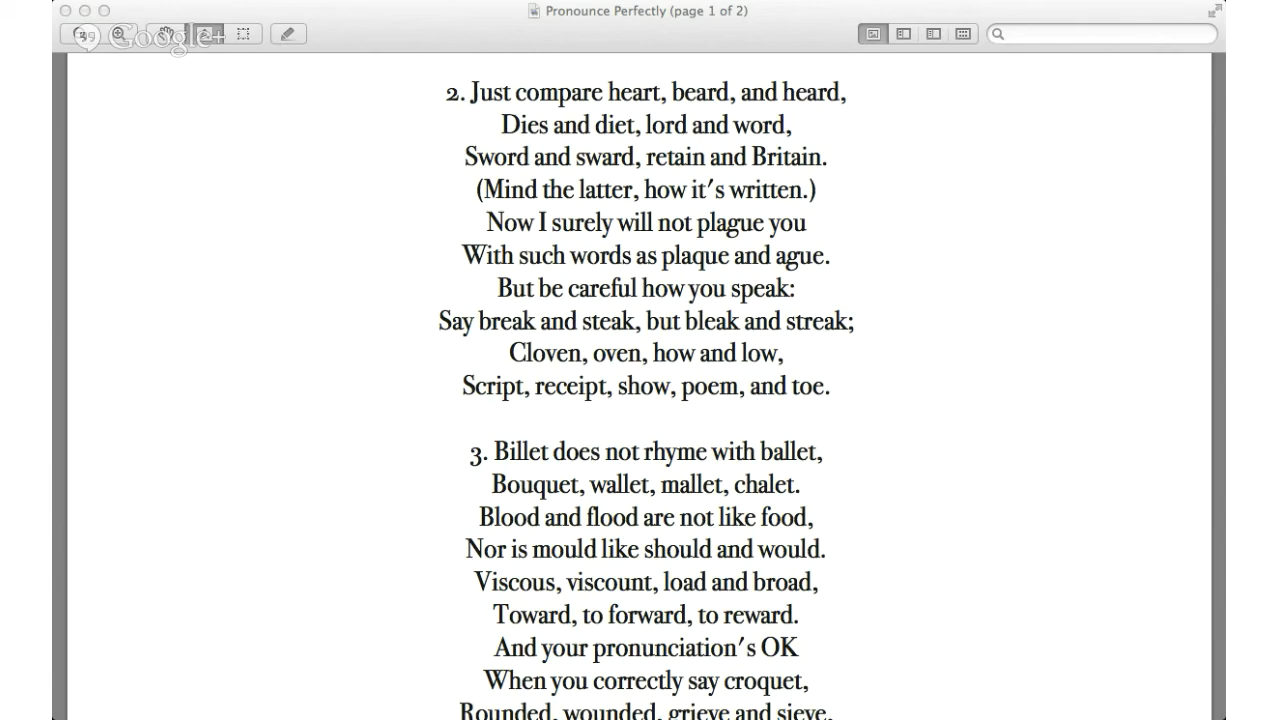 Pronounce Perfectly (page 1 of 2)
Google+
2. Just compare heart, beard, and heard,
Dies and diet, lord and word,
Sword and sward, retain and Britain.
(Mind the latter, how it's written.)
Now I surely will not plague you
With such words as plaque and ague.
But be careful how you speak:
Say break and steak, but bleak and streak;
Cloven, oven, how and low,
Script, receipt, show, poem, and toe.
3. Billet does not rhyme with ballet,
Bouquet, wallet, mallet, chalet.
Blood and flood are not like food,
Nor is mould like should and would.
Viscous, viscount, load and broad,
Toward, to forward, to reward.
And your pronunciation's OK
When you correctly say croquet,
Rounded, wounded, grieve and sieve,